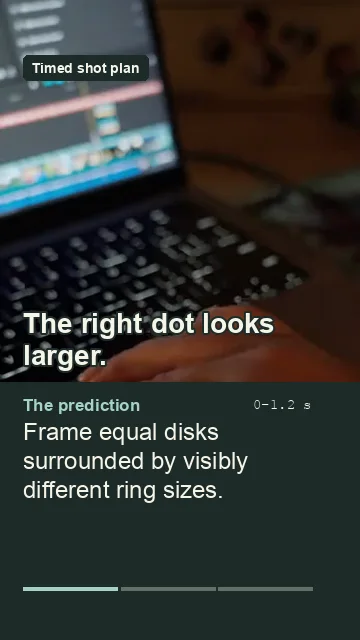 Timed shot plan
The right dot looks
larger.
The prediction
0–1.2 s
Frame equal disks
surrounded by visibly
different ring sizes.